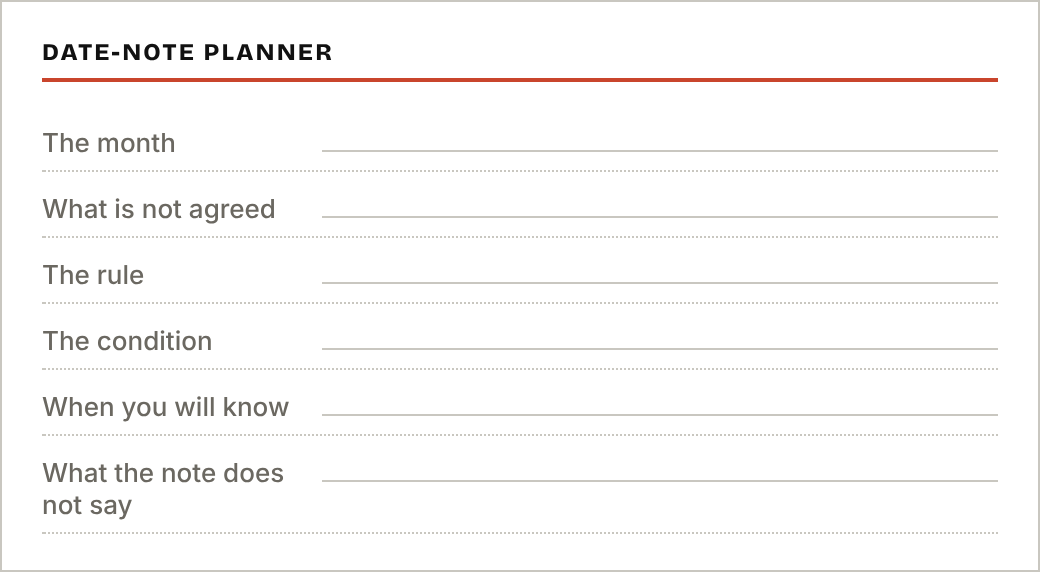 DATE-NOTE PLANNER
The month
What is not agreed
The rule
The condition
When you will know
What the note does
not say